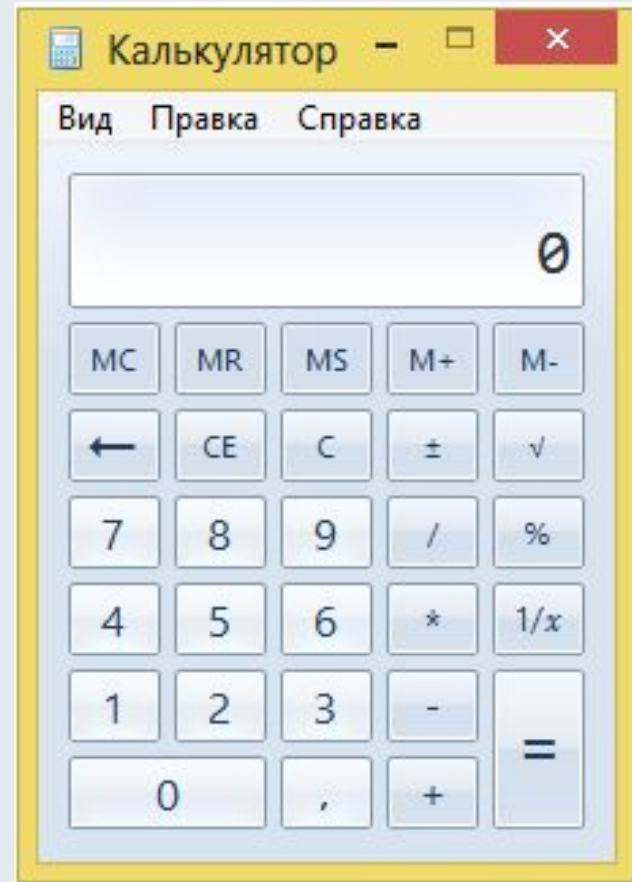 Калькулятор
Вид Правка Справка
0
MC MR MS M+ M-
← CE C ± √
7 8 9 / %
4 5 6 * 1/x
1 2 3 - =
0 , +